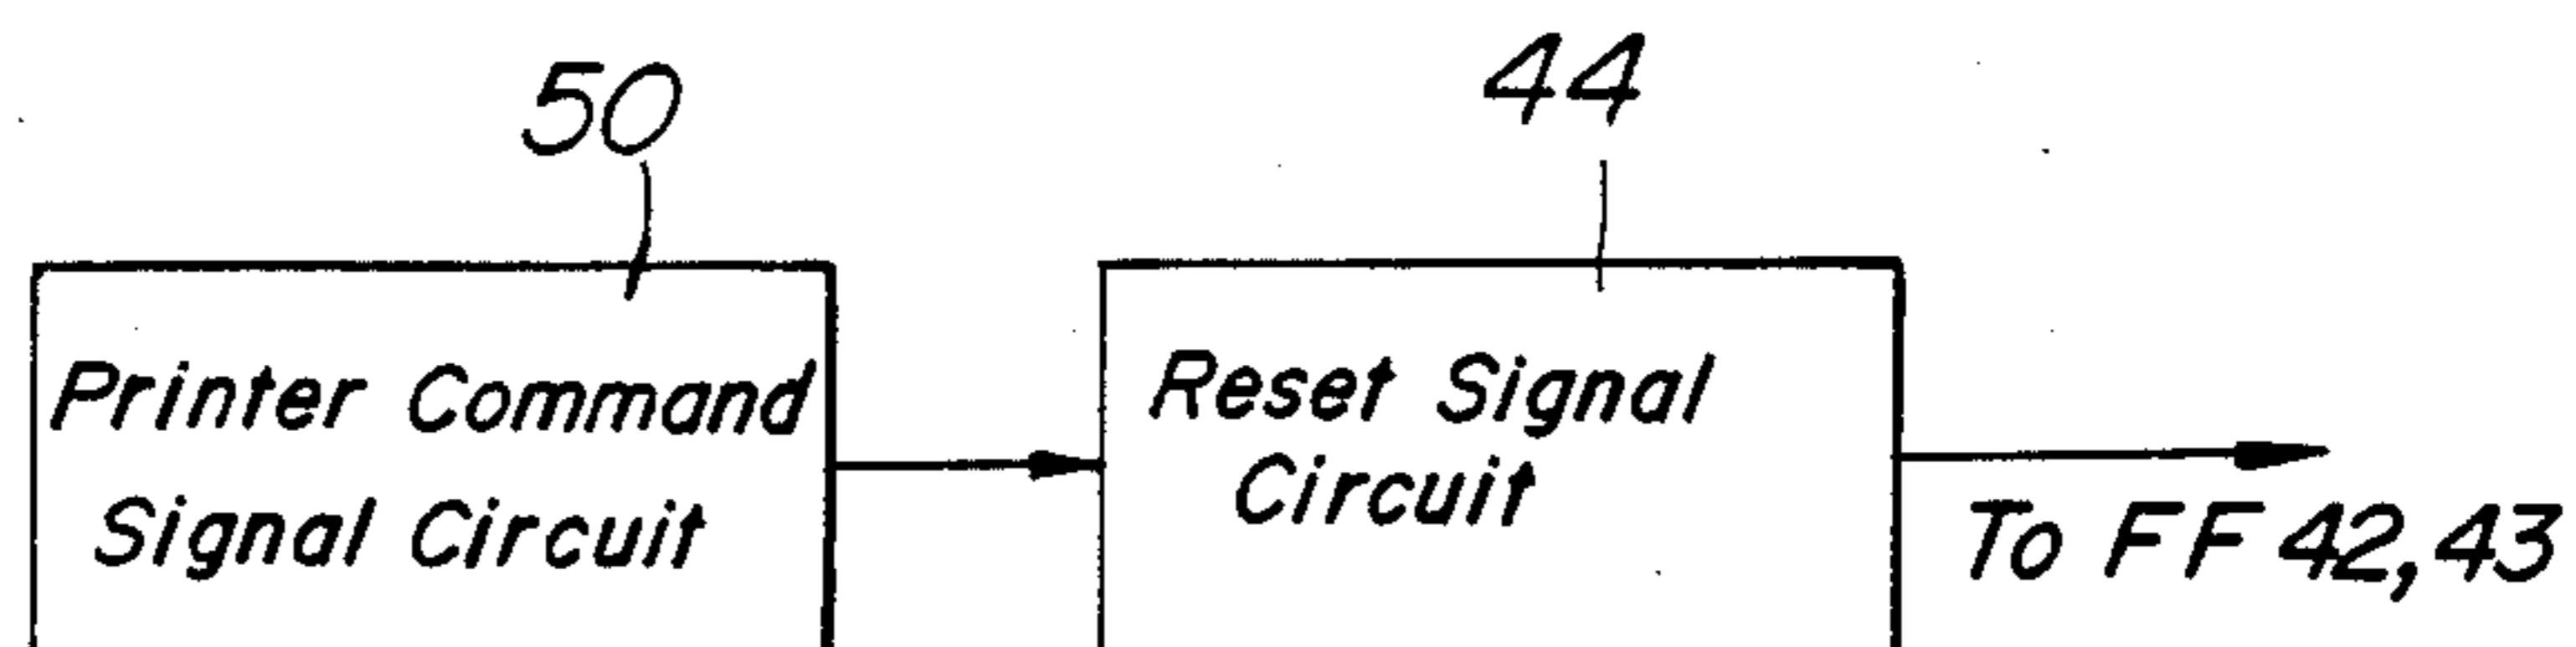 50
44
Printer Command
Signal Circuit
Reset Signal
Circuit
To FF 42,43